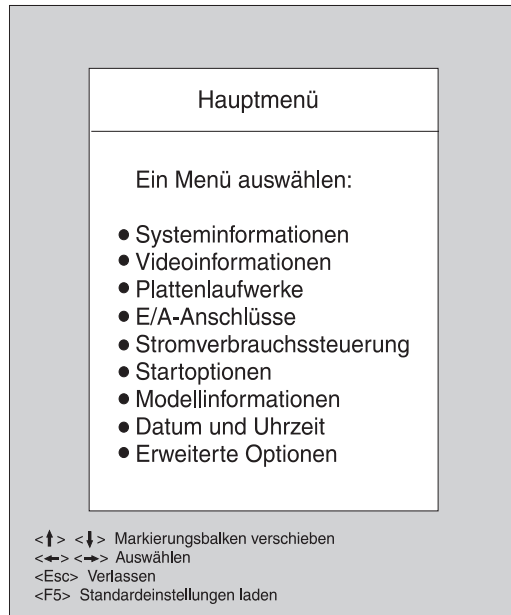 Hauptmenü
Ein Menü auswählen:
● Systeminformationen
● Videoinformationen
● Plattenlaufwerke
● E/A-Anschlüsse
● Stromverbrauchssteuerung
● Startoptionen
● Modellinformationen
● Datum und Uhrzeit
● Erweiterte Optionen
<↑> <↓> Markierungsbalken verschieben
<←> <→> Auswählen
<Esc> Verlassen
<F5> Standardeinstellungen laden